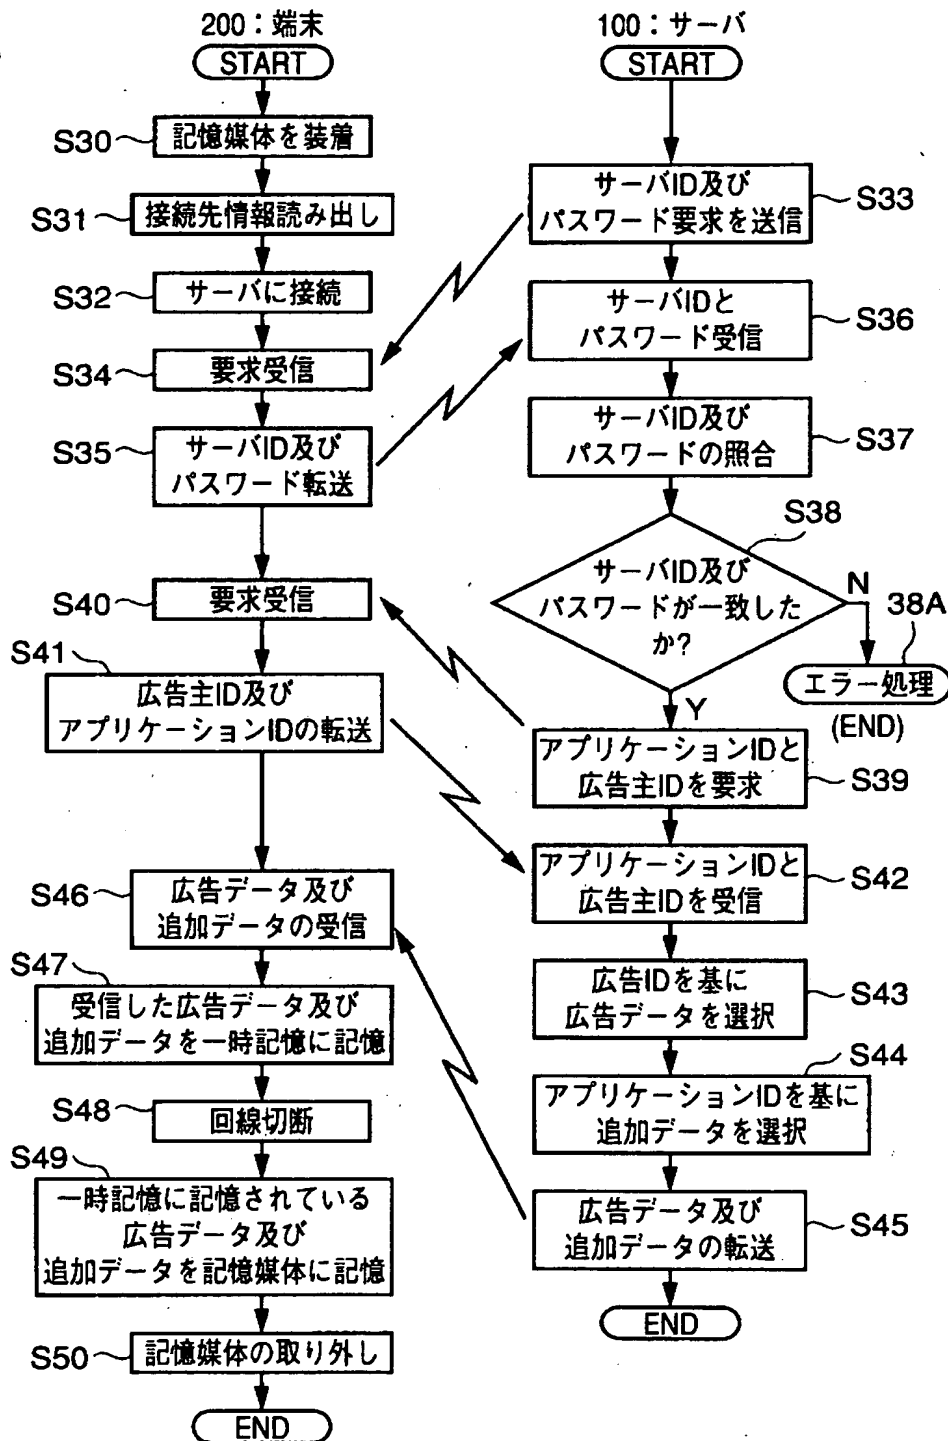 200：端末
START
S30
記憶媒体を装着
S31
接続先情報読み出し
S32
サーバに接続
S34
要求受信
S35
サーバID及び
パスワード転送
S40
要求受信
S41
広告主ID及び
アプリケーションIDの転送
S46
広告データ及び
追加データの受信
S47
受信した広告データ及び
追加データを一時記憶に記憶
S48
回線切断
S49
一時記憶に記憶されている
広告データ及び
追加データを記憶媒体に記憶
S50
記憶媒体の取り外し
END
100：サーバ
START
サーバID及び
パスワード要求を送信
S33
サーバIDと
パスワード受信
S36
サーバID及び
パスワードの照合
S37
S38
サーバID及び
パスワードが一致した
か?
N
38A
エラー処理
(END)
Y
アプリケーションIDと
広告主IDを要求
S39
アプリケーションIDと
広告主IDを受信
S42
広告IDを基に
広告データを選択
S43
S44
アプリケーションIDを基に
追加データを選択
広告データ及び
追加データの転送
S45
END